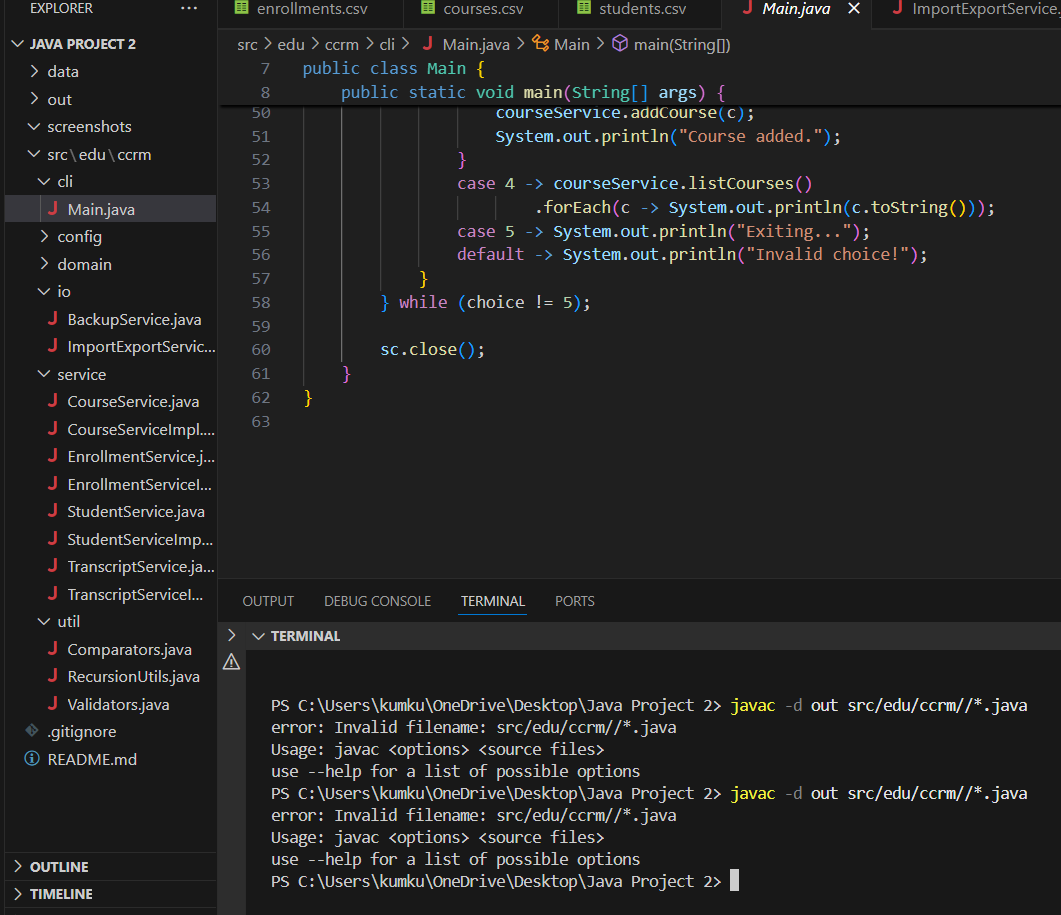 EXPLORER ...
enrollments.csv courses.csv students.csv Main.java ImportExportService.
JAVA PROJECT 2
data
out
screenshots
src\edu\ccrm
cli
Main.java
config
domain
io
BackupService.java
ImportExportServic...
service
CourseService.java
CourseServiceImpl....
EnrollmentService.j...
EnrollmentServiceI...
StudentService.java
StudentServiceImp...
TranscriptService.ja...
TranscriptServiceI...
util
Comparators.java
RecursionUtils.java
Validators.java
.gitignore
README.md
OUTLINE
TIMELINE
src > edu > ccrm > cli > Main.java > Main > main(String[])
7 public class Main {
8 public static void main(String[] args) {
50 courseService.addCourse(c);
51 System.out.println("Course added.");
52 }
53 case 4 -> courseService.listCourses()
54 .forEach(c -> System.out.println(c.toString()));
55 case 5 -> System.out.println("Exiting...");
56 default -> System.out.println("Invalid choice!");
57 }
58 } while (choice != 5);
59
60 sc.close();
61 }
62 }
63
OUTPUT DEBUG CONSOLE TERMINAL PORTS
TERMINAL
PS C:\Users\kumku\OneDrive\Desktop\Java Project 2> javac -d out src/edu/ccrm//*.java
error: Invalid filename: src/edu/ccrm//*.java
Usage: javac <options> <source files>
use --help for a list of possible options
PS C:\Users\kumku\OneDrive\Desktop\Java Project 2> javac -d out src/edu/ccrm//*.java
error: Invalid filename: src/edu/ccrm//*.java
Usage: javac <options> <source files>
use --help for a list of possible options
PS C:\Users\kumku\OneDrive\Desktop\Java Project 2>